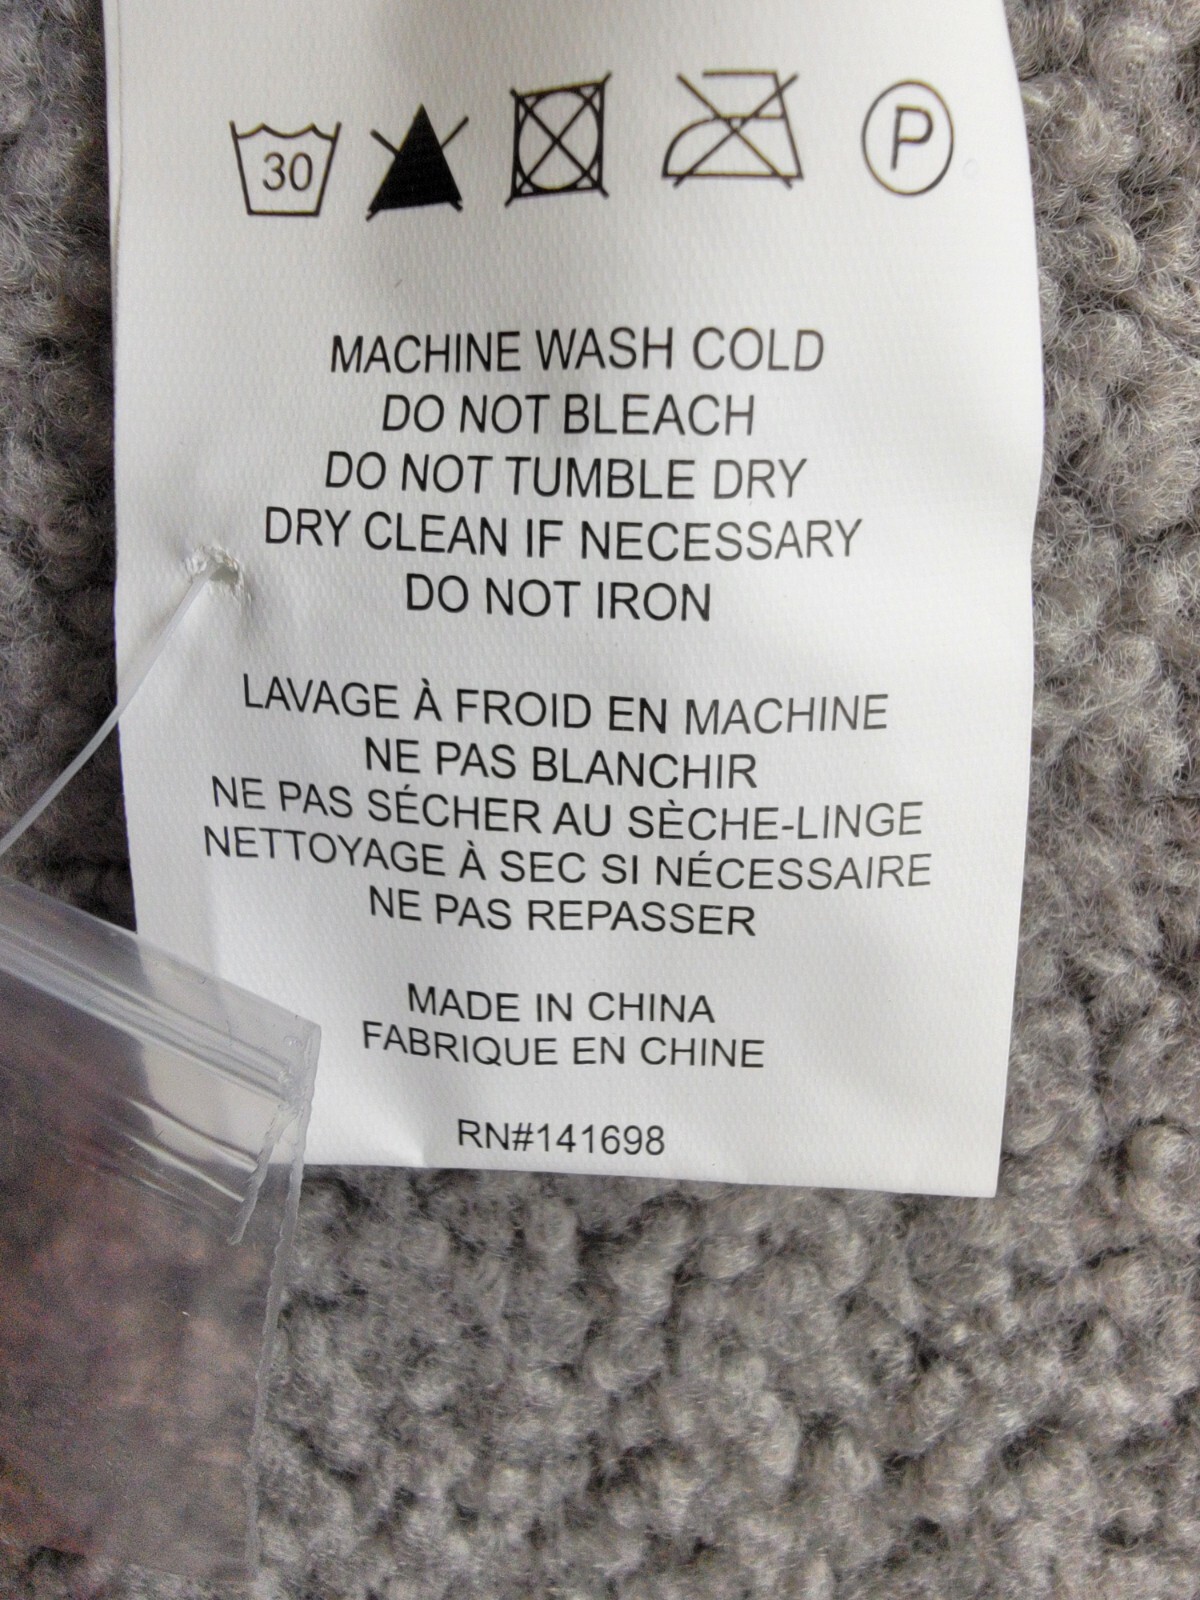 30 P
MACHINE WASH COLD
DO NOT BLEACH
DO NOT TUMBLE DRY
DRY CLEAN IF NECESSARY
DO NOT IRON
LAVAGE À FROID EN MACHINE
NE PAS BLANCHIR
NE PAS SÉCHER AU SÈCHE-LINGE
NETTOYAGE À SEC SI NÉCESSAIRE
NE PAS REPASSER
MADE IN CHINA
FABRIQUE EN CHINE
RN#141698